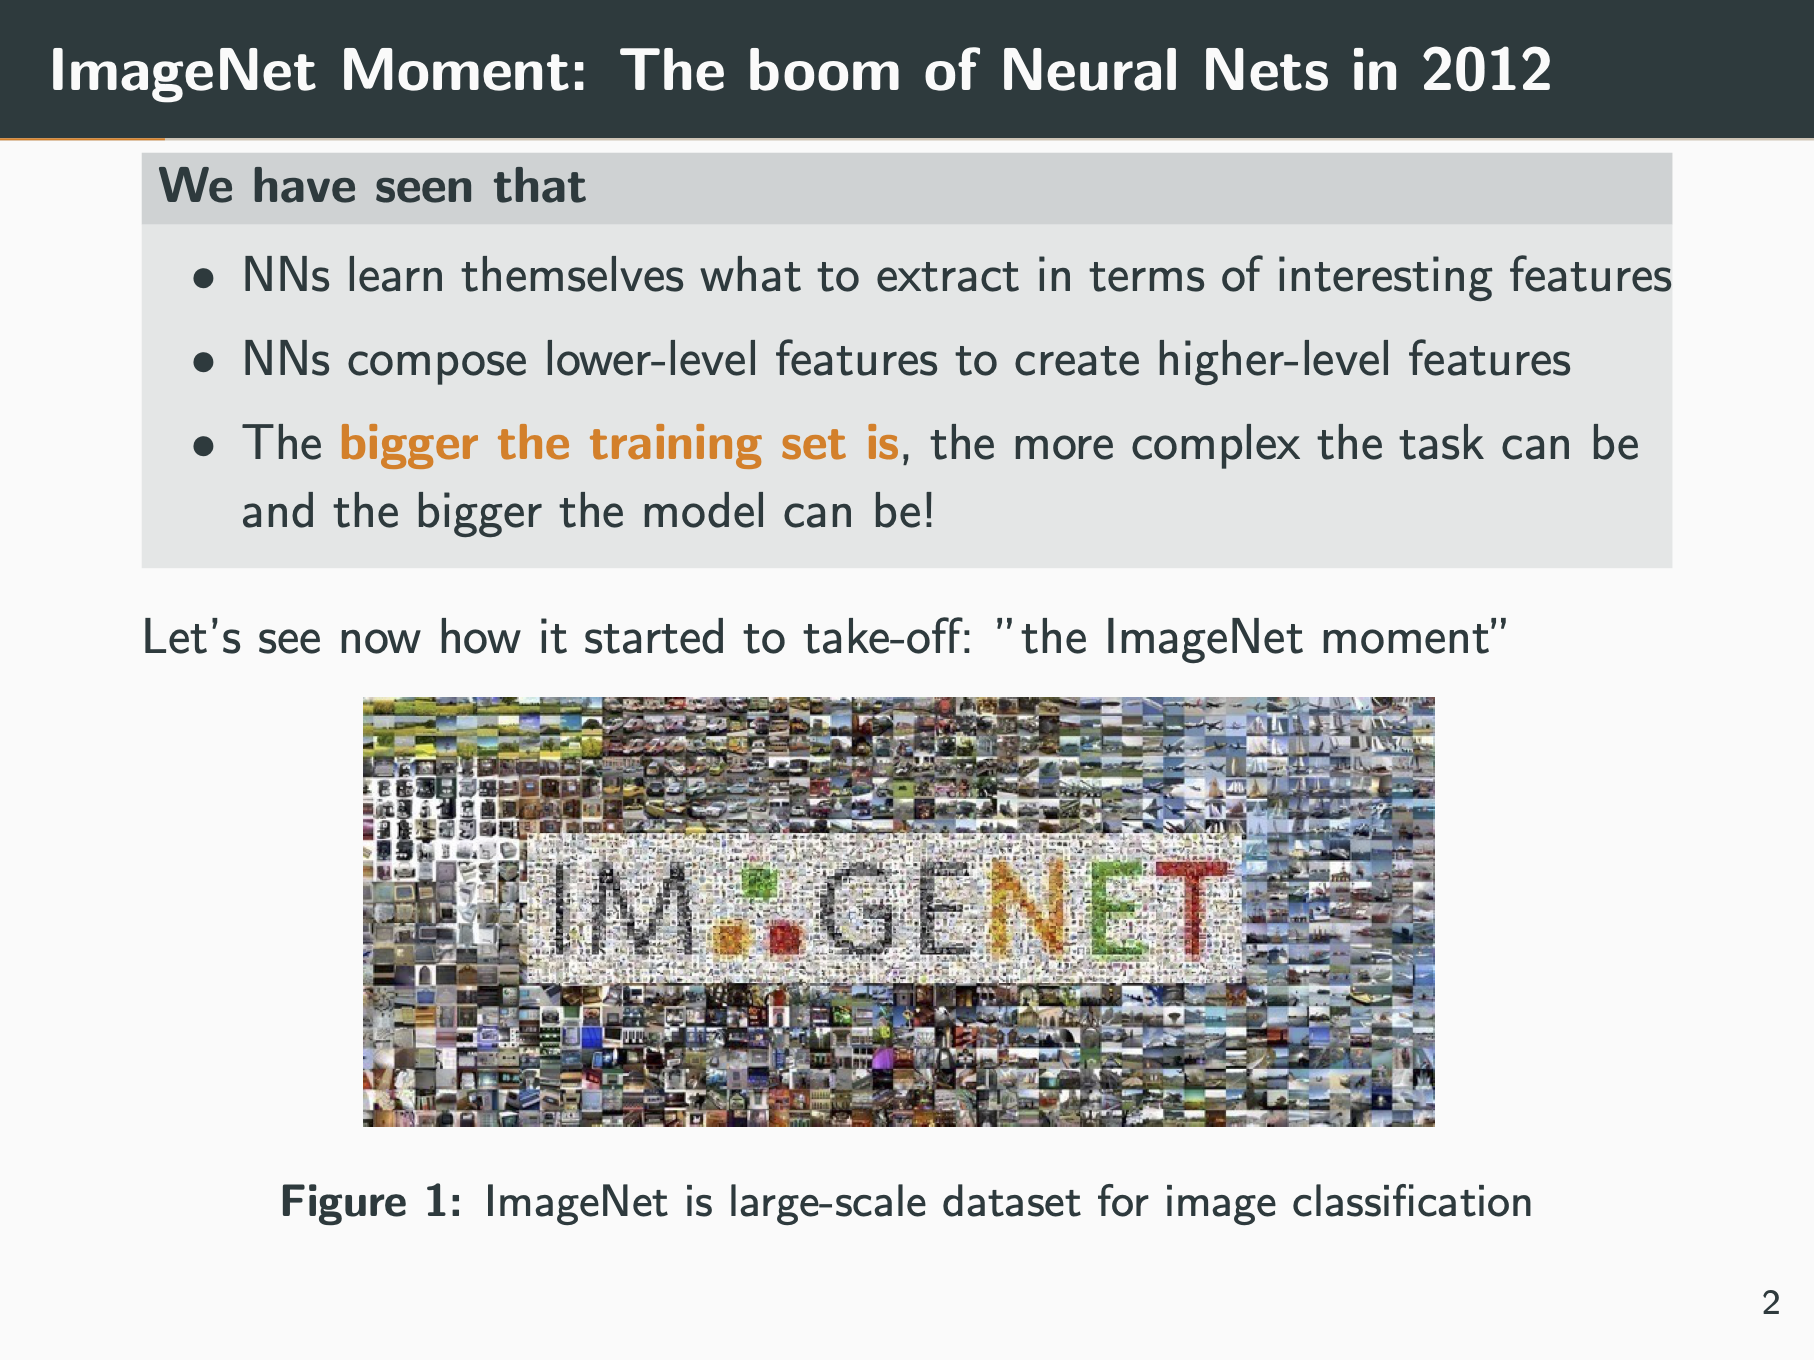 ImageNet Moment: The boom of Neural Nets in 2012
We have seen that
• NNs learn themselves what to extract in terms of interesting features
• NNs compose lower-level features to create higher-level features
• The bigger the training set is, the more complex the task can be
and the bigger the model can be!
Let's see now how it started to take-off: "the ImageNet moment"
IM GENET
Figure 1: ImageNet is large-scale dataset for image classification
2